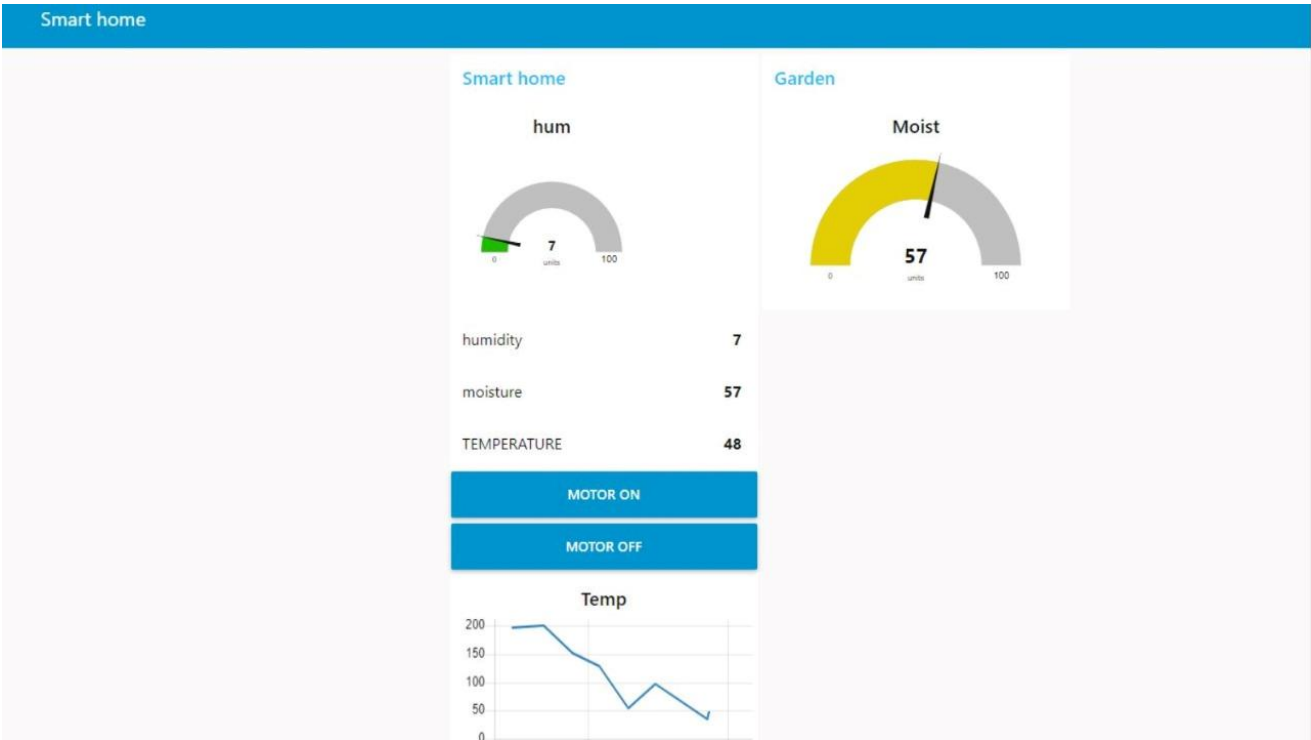 Smart home
Smart home
hum
7
units
0
100
humidity 7
moisture 57
TEMPERATURE 48
MOTOR ON
MOTOR OFF
Temp
200
150
100
50
0
Garden
Moist
57
units
0
100